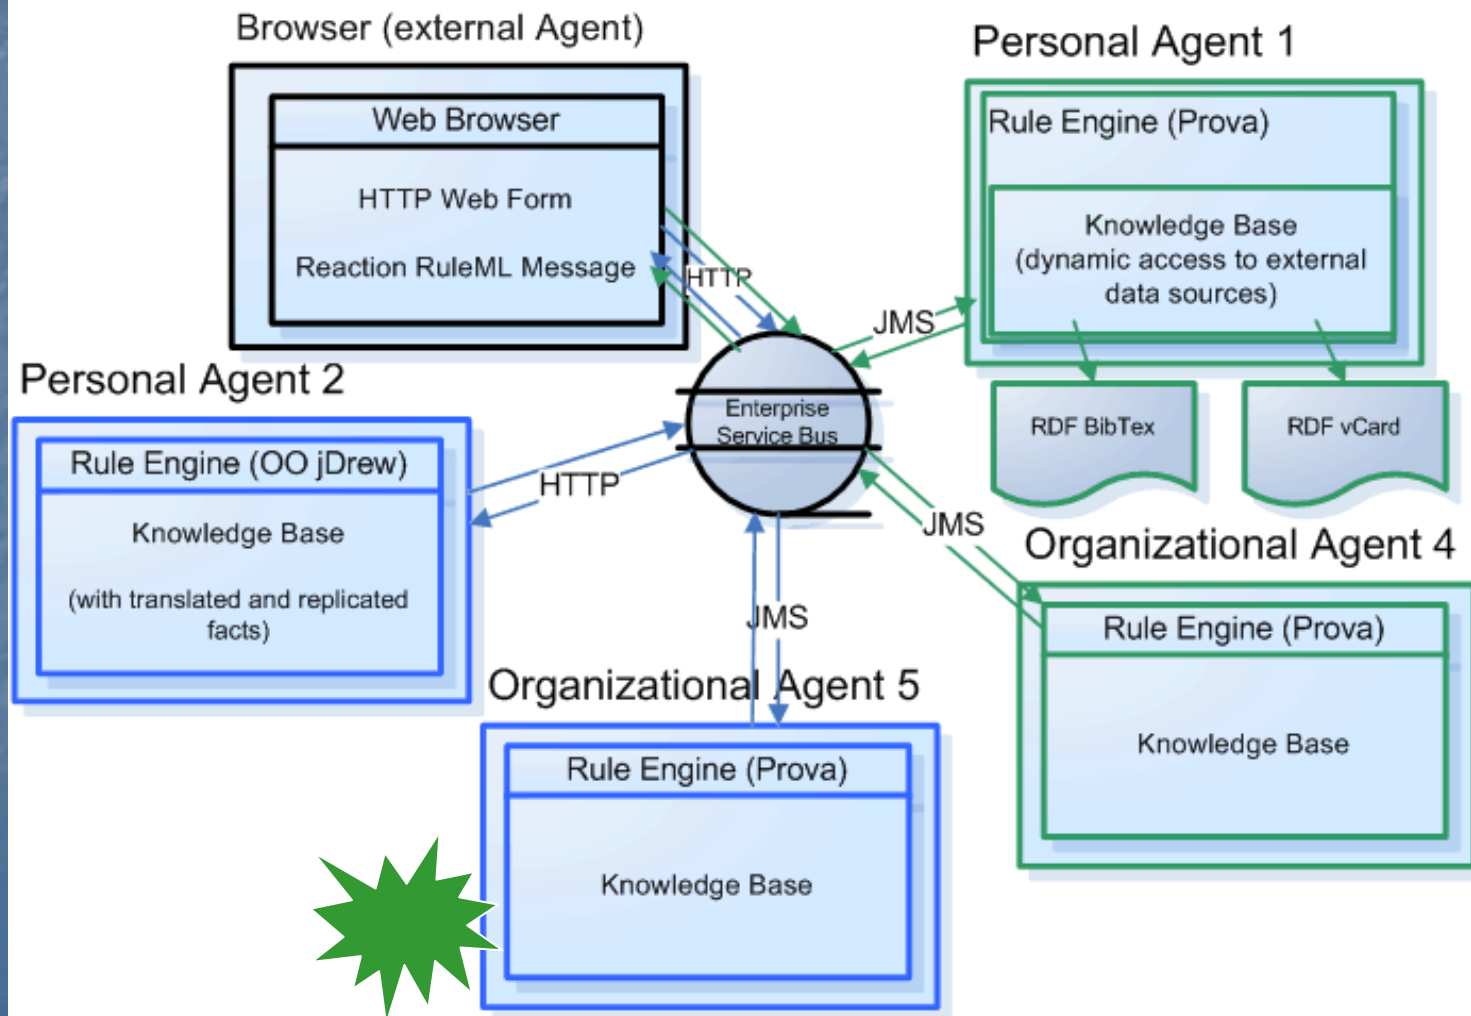 Browser (external Agent)
Web Browser
HTTP Web Form
Reaction RuleML Message
HTTP
Personal Agent 1
Rule Engine (Prova)
Knowledge Base
(dynamic access to external
data sources)
JMS
RDF BibTex
RDF vCard
Enterprise
Service Bus
Personal Agent 2
Rule Engine (OO jDrew)
Knowledge Base
(with translated and replicated
facts)
HTTP
JMS
Organizational Agent 4
Rule Engine (Prova)
Knowledge Base
JMS
Organizational Agent 5
Rule Engine (Prova)
Knowledge Base